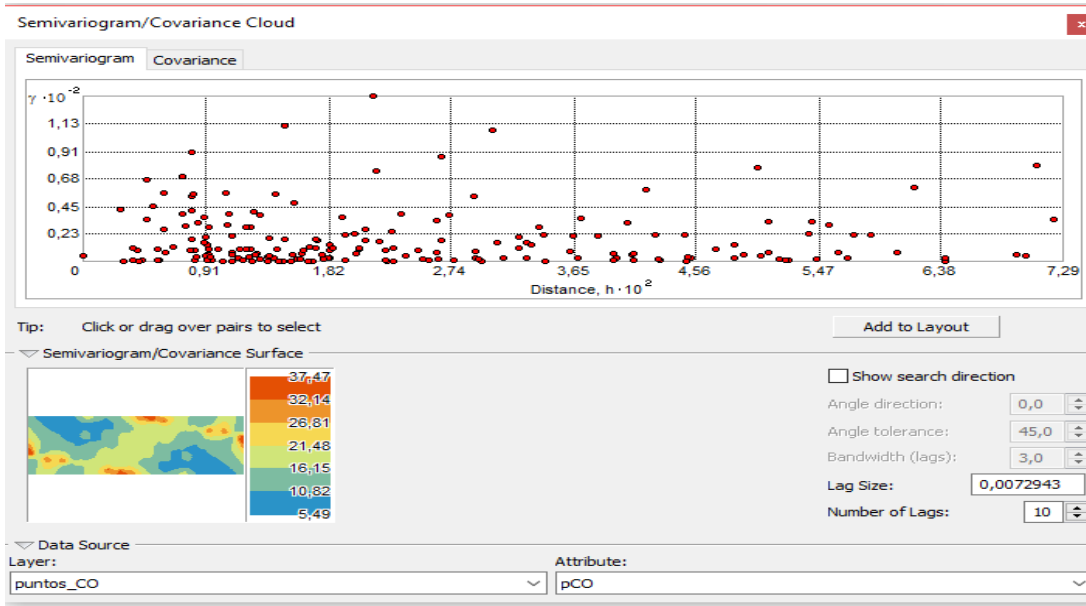 Semivariogram/Covariance Cloud
Semivariogram Covariance
γ ·10 -2
1,13
0,91
0,68
0,45
0,23
0 0,91 1,82 2,74 3,65 4,56 5,47 6,38 7,29
Distance, h · 10 2
Tip: Click or drag over pairs to select Add to Layout
Semivariogram/Covariance Surface
37,47
32,14
26,81
21,48
16,15
10,82
5,49
Show search direction
Angle direction: 0,0
Angle tolerance: 45,0
Bandwidth (lags): 3,0
Lag Size: 0,0072943
Number of Lags: 10
Data Source
Layer: Attribute:
puntos_CO pCO